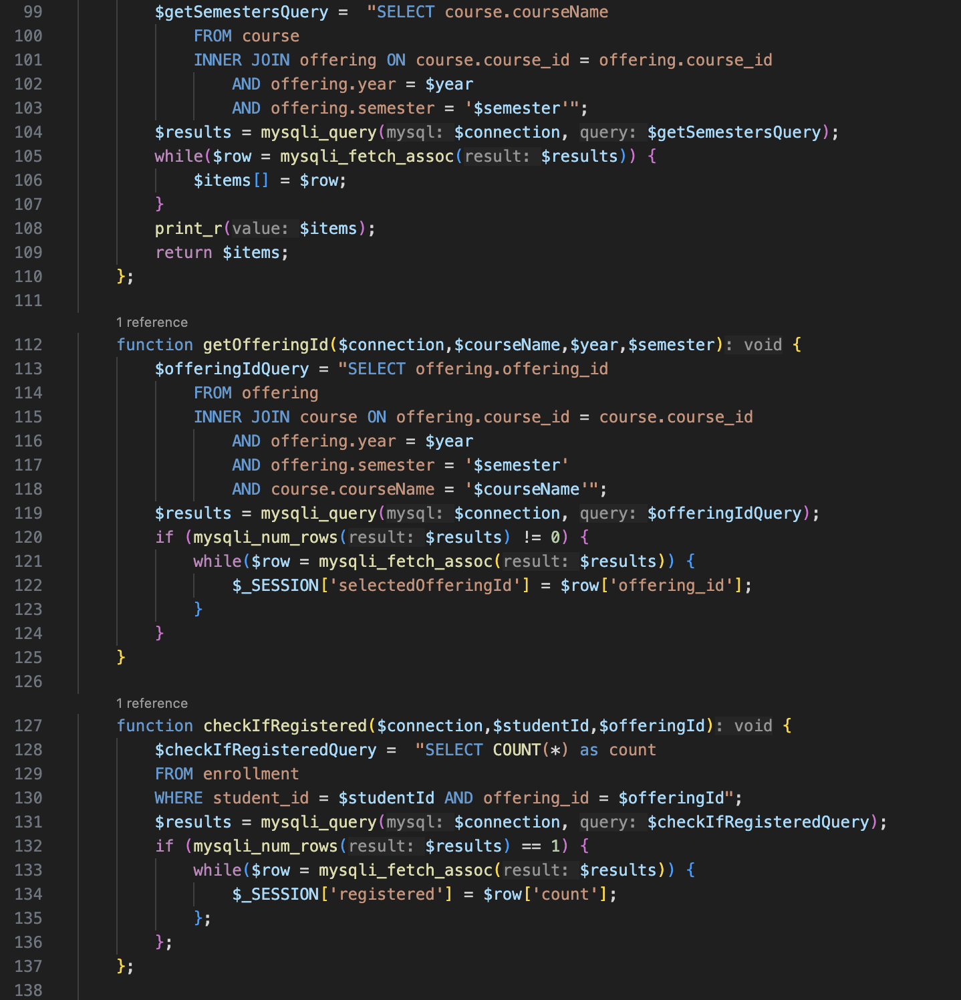 99 $getSemestersQuery =  "SELECT course.courseName
100 FROM course
101 INNER JOIN offering ON course.course_id = offering.course_id
102 AND offering.year = $year
103 AND offering.semester = '$semester'";
104 $results = mysqli_query(mysql: $connection, query: $getSemestersQuery);
105 while($row = mysqli_fetch_assoc(result: $results)) {
106 $items[] = $row;
107 }
108 print_r(value: $items);
109 return $items;
110 };
111
1 reference
112 function getOfferingId($connection,$courseName,$year,$semester): void {
113 $offeringIdQuery = "SELECT offering.offering_id
114 FROM offering
115 INNER JOIN course ON offering.course_id = course.course_id
116 AND offering.year = $year
117 AND offering.semester = '$semester'
118 AND course.courseName = '$courseName'";
119 $results = mysqli_query(mysql: $connection, query: $offeringIdQuery);
120 if (mysqli_num_rows(result: $results) != 0) {
121 while($row = mysqli_fetch_assoc(result: $results)) {
122 $_SESSION['selectedOfferingId'] = $row['offering_id'];
123 }
124 }
125 }
126
1 reference
127 function checkIfRegistered($connection,$studentId,$offeringId): void {
128 $checkIfRegisteredQuery =  "SELECT COUNT(*) as count
129 FROM enrollment
130 WHERE student_id = $studentId AND offering_id = $offeringId";
131 $results = mysqli_query(mysql: $connection, query: $checkIfRegisteredQuery);
132 if (mysqli_num_rows(result: $results) == 1) {
133 while($row = mysqli_fetch_assoc(result: $results)) {
134 $_SESSION['registered'] = $row['count'];
135 };
136 };
137 };
138